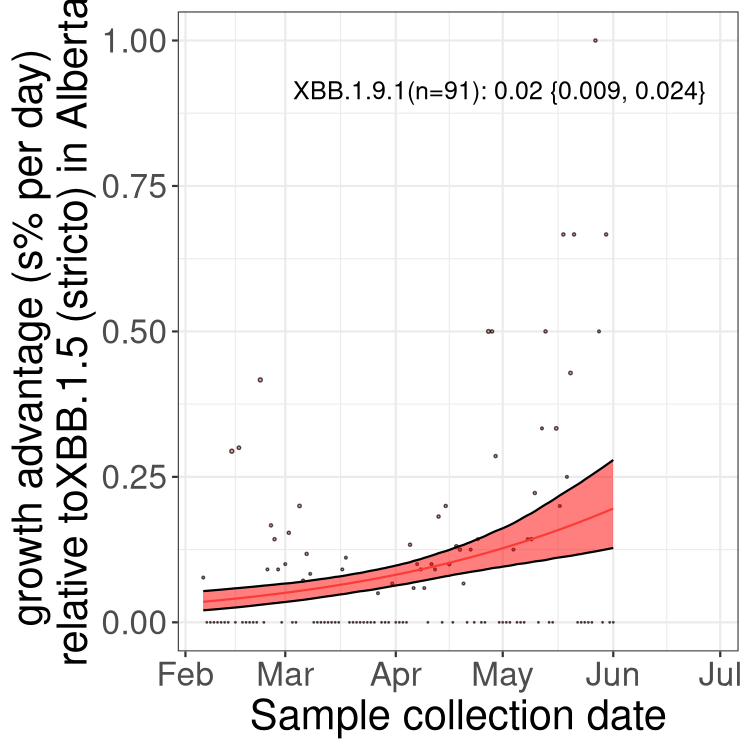 growth advantage (s% per day)
relative toXBB.1.5 (stricto) in Alberta
1.00
0.75
0.50
0.25
0.00
XBB.1.9.1(n=91): 0.02 {0.009, 0.024}
Feb Mar Apr May Jun Jul
Sample collection date